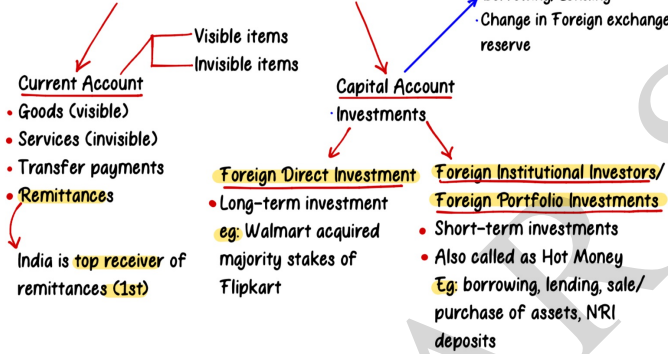 ·Change in Foreign exchange
reserve
Visible items
Invisible items
Current Account
• Goods (visible)
• Services (invisible)
• Transfer payments
• Remittances
India is top receiver of
remittances (1st)
Capital Account
·Investments
Foreign Direct Investment
•Long-term investment
eg: Walmart acquired
majority stakes of
Flipkart
Foreign Institutional Investors/
Foreign Portfolio Investments
• Short-term investments
• Also called as Hot Money
Eg: borrowing, lending, sale/
purchase of assets, NRI
deposits